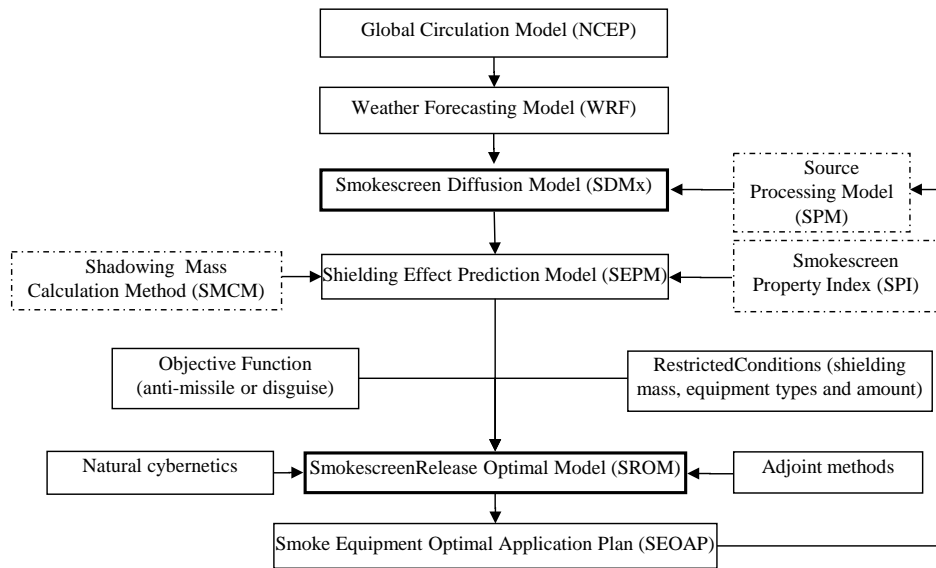 Global Circulation Model (NCEP)
Weather Forecasting Model (WRF)
Smokescreen Diffusion Model (SDMx)
Source
Processing Model
(SPM)
Shadowing Mass
Calculation Method (SMCM)
Shielding Effect Prediction Model (SEPM)
Smokescreen
Property Index (SPI)
Objective Function
(anti-missile or disguise)
RestrictedConditions (shielding
mass, equipment types and amount)
Natural cybernetics
SmokescreenRelease Optimal Model (SROM)
Adjoint methods
Smoke Equipment Optimal Application Plan (SEOAP)